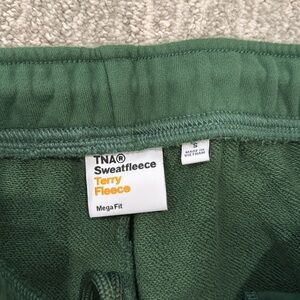 TNA®
Sweatfleece
Terry
Fleece
MegaFit
S
MADE IN
VIETNAM